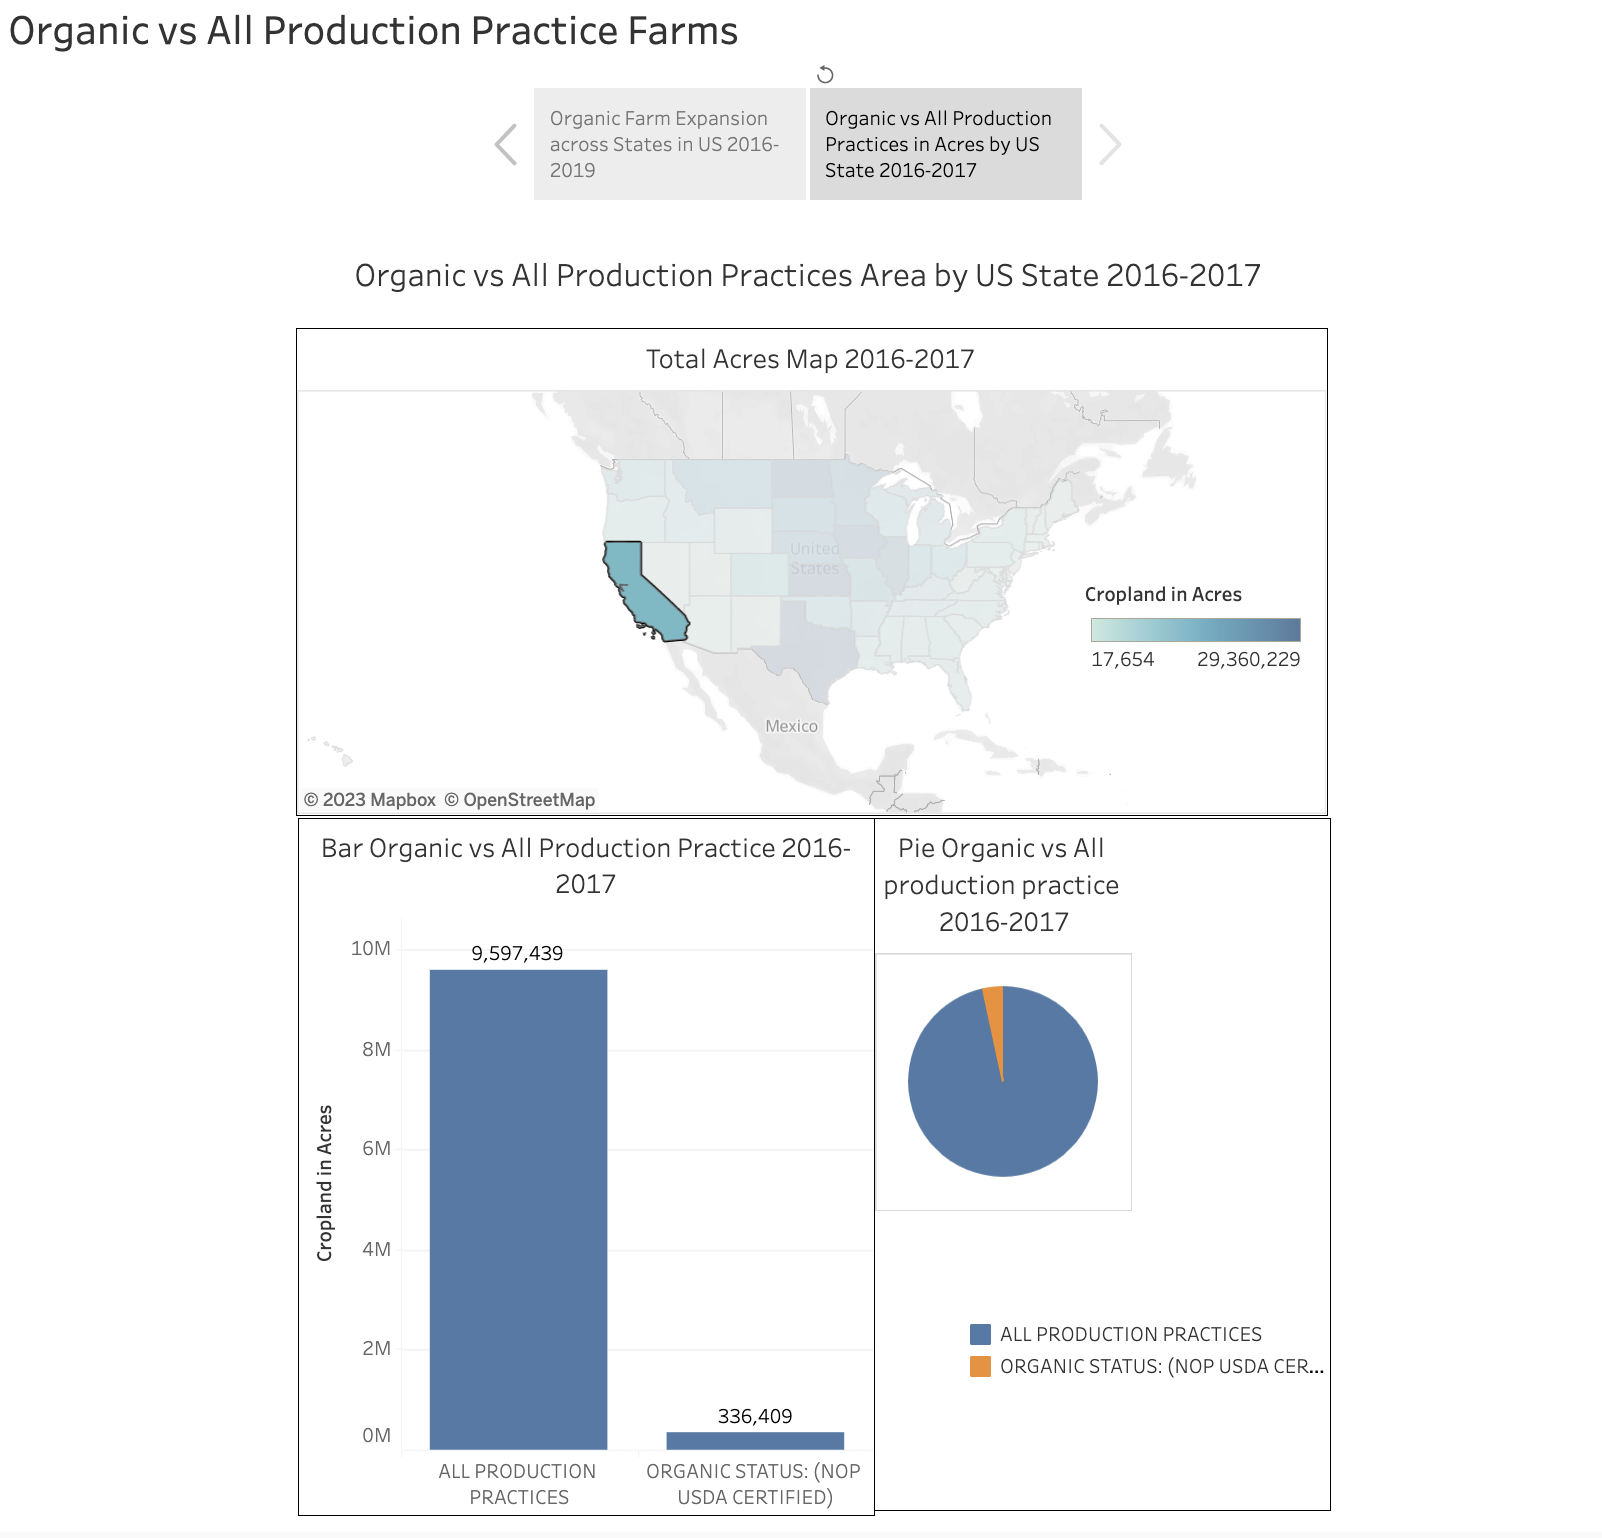 Organic vs All Production Practice Farms
Organic Farm Expansion
across States in US 2016-
2019
Organic vs All Production
Practices in Acres by US
State 2016-2017
Organic vs All Production Practices Area by US State 2016-2017
Total Acres Map 2016-2017
United
States
Mexico
Cropland in Acres
17,654 29,360,229
© 2023 Mapbox © OpenStreetMap
Bar Organic vs All Production Practice 2016-
2017
10M
8M
6M
4M
2M
0M
Cropland in Acres
9,597,439
336,409
ALL PRODUCTION
PRACTICES
ORGANIC STATUS: (NOP
USDA CERTIFIED)
Pie Organic vs All
production practice
2016-2017
ALL PRODUCTION PRACTICES
ORGANIC STATUS: (NOP USDA CER...